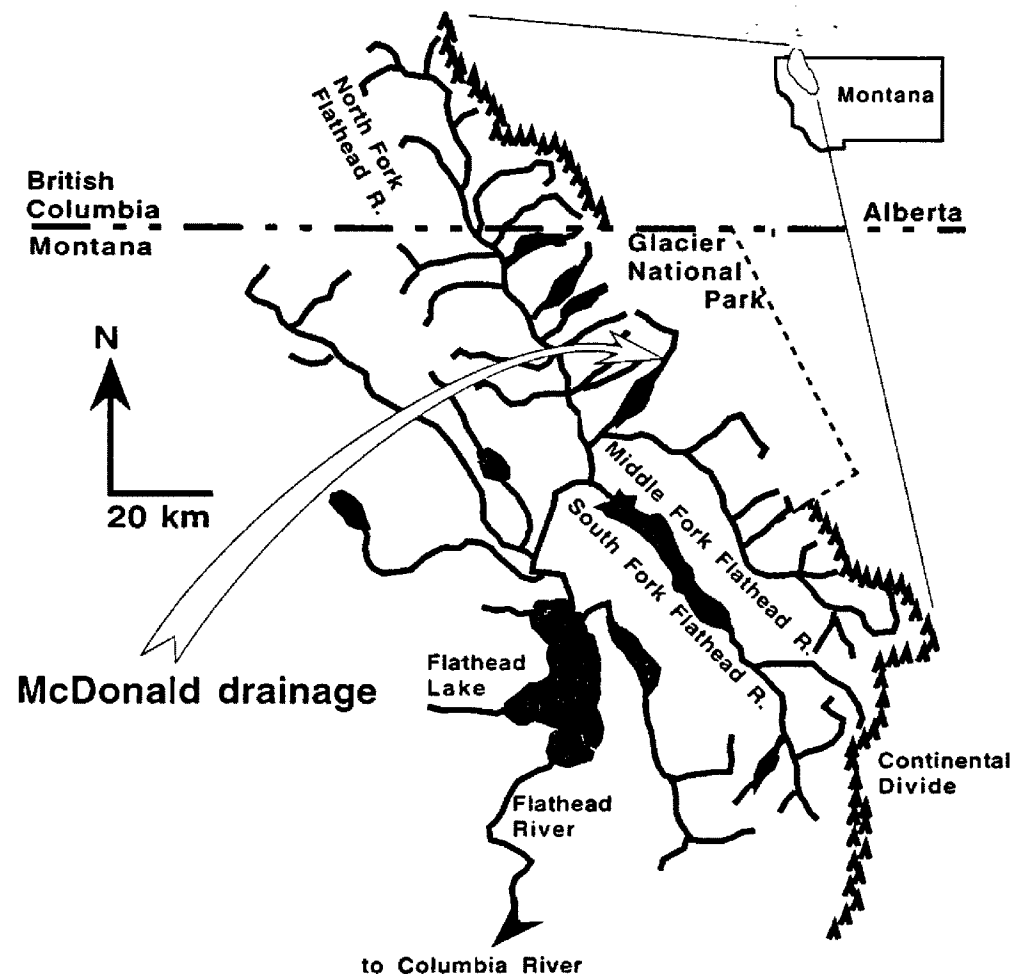 Montana
North Fork
Flathead R.
British
Columbia
Montana
Alberta
Glacier
National
Park
N
20 km
Middle Fork Flathead R.
South Fork Flathead R.
McDonald drainage
Flathead
Lake
Continental
Divide
Flathead
River
to Columbia River